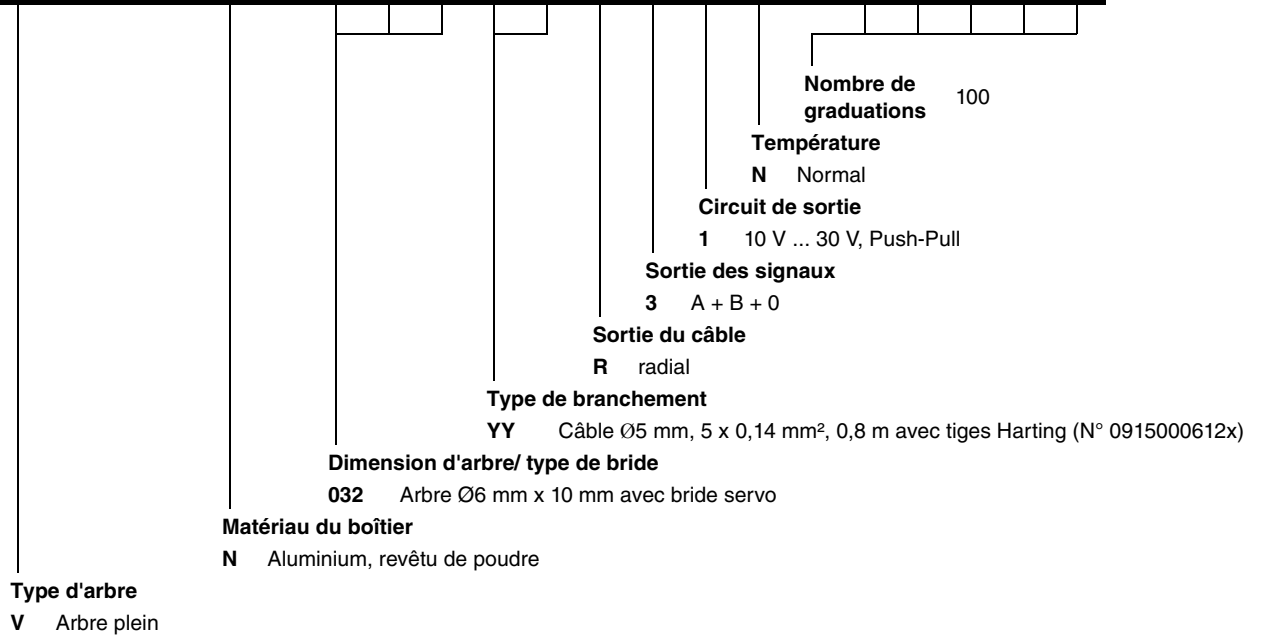 Nombre de
graduations 100
Température
N Normal
Circuit de sortie
1 10 V ... 30 V, Push-Pull
Sortie des signaux
3 A + B + 0
Sortie du câble
R radial
Type de branchement
YY Câble Ø5 mm, 5 x 0,14 mm², 0,8 m avec tiges Harting (N° 0915000612x)
Dimension d'arbre/ type de bride
032 Arbre Ø6 mm x 10 mm avec bride servo
Matériau du boîtier
N Aluminium, revêtu de poudre
Type d'arbre
V Arbre plein